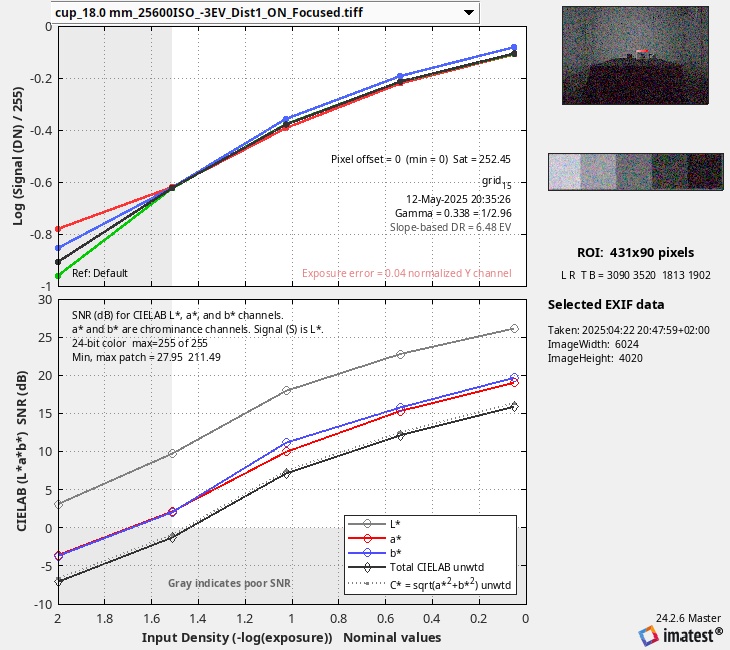 cup_18.0 mm_25600ISO_-3EV_Dist1_ON_Focused.tiff
0
-0.2
-0.4
-0.6
-0.8
-1
Log (Signal (DN) / 255)
Pixel offset = 0 (min = 0) Sat = 252.45
grid_15
12-May-2025 20:35:26
Gamma = 0.338 = 1/2.96
Slope-based DR = 6.48 EV
Ref: Default
Exposure error = 0.04 normalized Y channel
ROI: 431x90 pixels
L R T B = 3090 3520 1813 1902
Selected EXIF data
Taken: 2025:04:22 20:47:59+02:00
ImageWidth: 6024
ImageHeight: 4020
30
25
20
15
10
5
0
-5
-10
CIELAB (L*a*b*) SNR (dB)
SNR (dB) for CIELAB L*, a*, and b* channels.
a* and b* are chrominance channels. Signal (S) is L*.
24-bit color max=255 of 255
Min, max patch = 27.95 211.49
L*
a*
b*
Total CIELAB unwtd
C* = sqrt(a*2+b*2) unwtd
Gray indicates poor SNR
2 1.8 1.6 1.4 1.2 1 0.8 0.6 0.4 0.2 0
Input Density (-log(exposure)) Nominal values
24.2.6 Master
imatest®